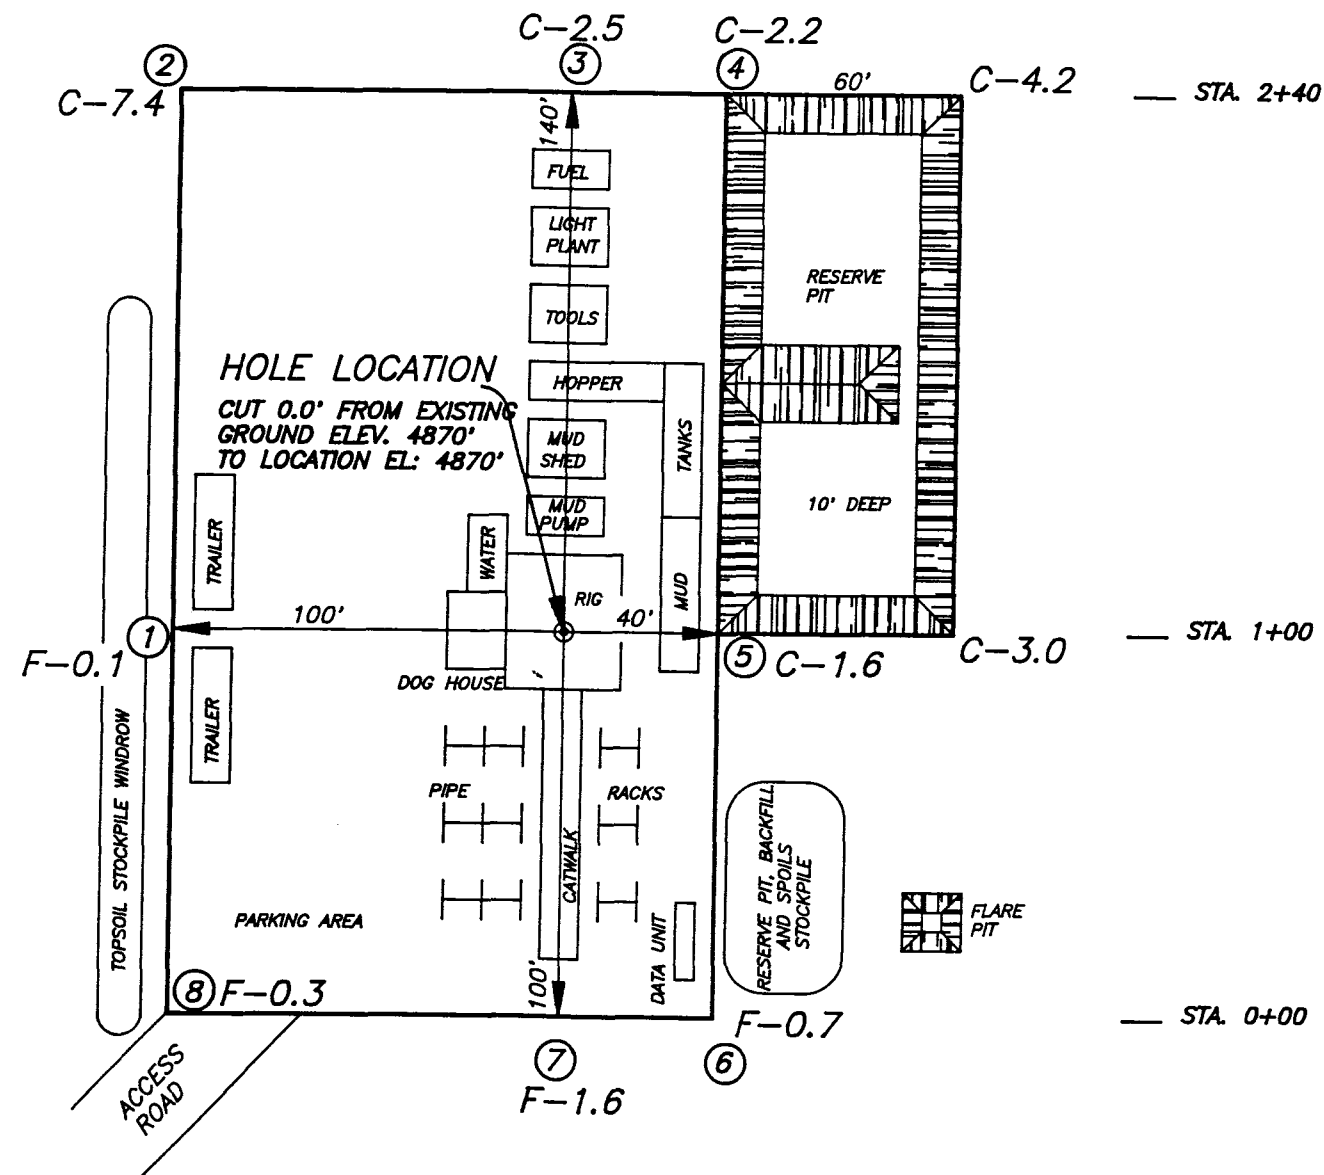 C-2.5
C-2.2
2
3
4
60'
C-4.2
STA. 2+40
C-7.4
140'
FUEL
LIGHT
PLANT
TOOLS
RESERVE
PIT
HOLE LOCATION
CUT 0.0' FROM EXISTING
GROUND ELEV. 4870'
TO LOCATION EL: 4870'
HOPPER
MUD
SHED
TANKS
MUD
PUMP
10' DEEP
TRAILER
WATER
RIG
MUD
100'
40'
1
F-0.1
5
C-1.6
C-3.0
STA. 1+00
DOG HOUSE
TRAILER
TOPSOIL STOCKPILE WINDROW
PIPE
RACKS
CATWALK
RESERVE PIT, BACKFILL
AND SPOILS
STOCKPILE
PARKING AREA
DATA UNIT
FLARE
PIT
8
F-0.3
100'
F-0.7
STA. 0+00
7
6
F-1.6
ACCESS
ROAD